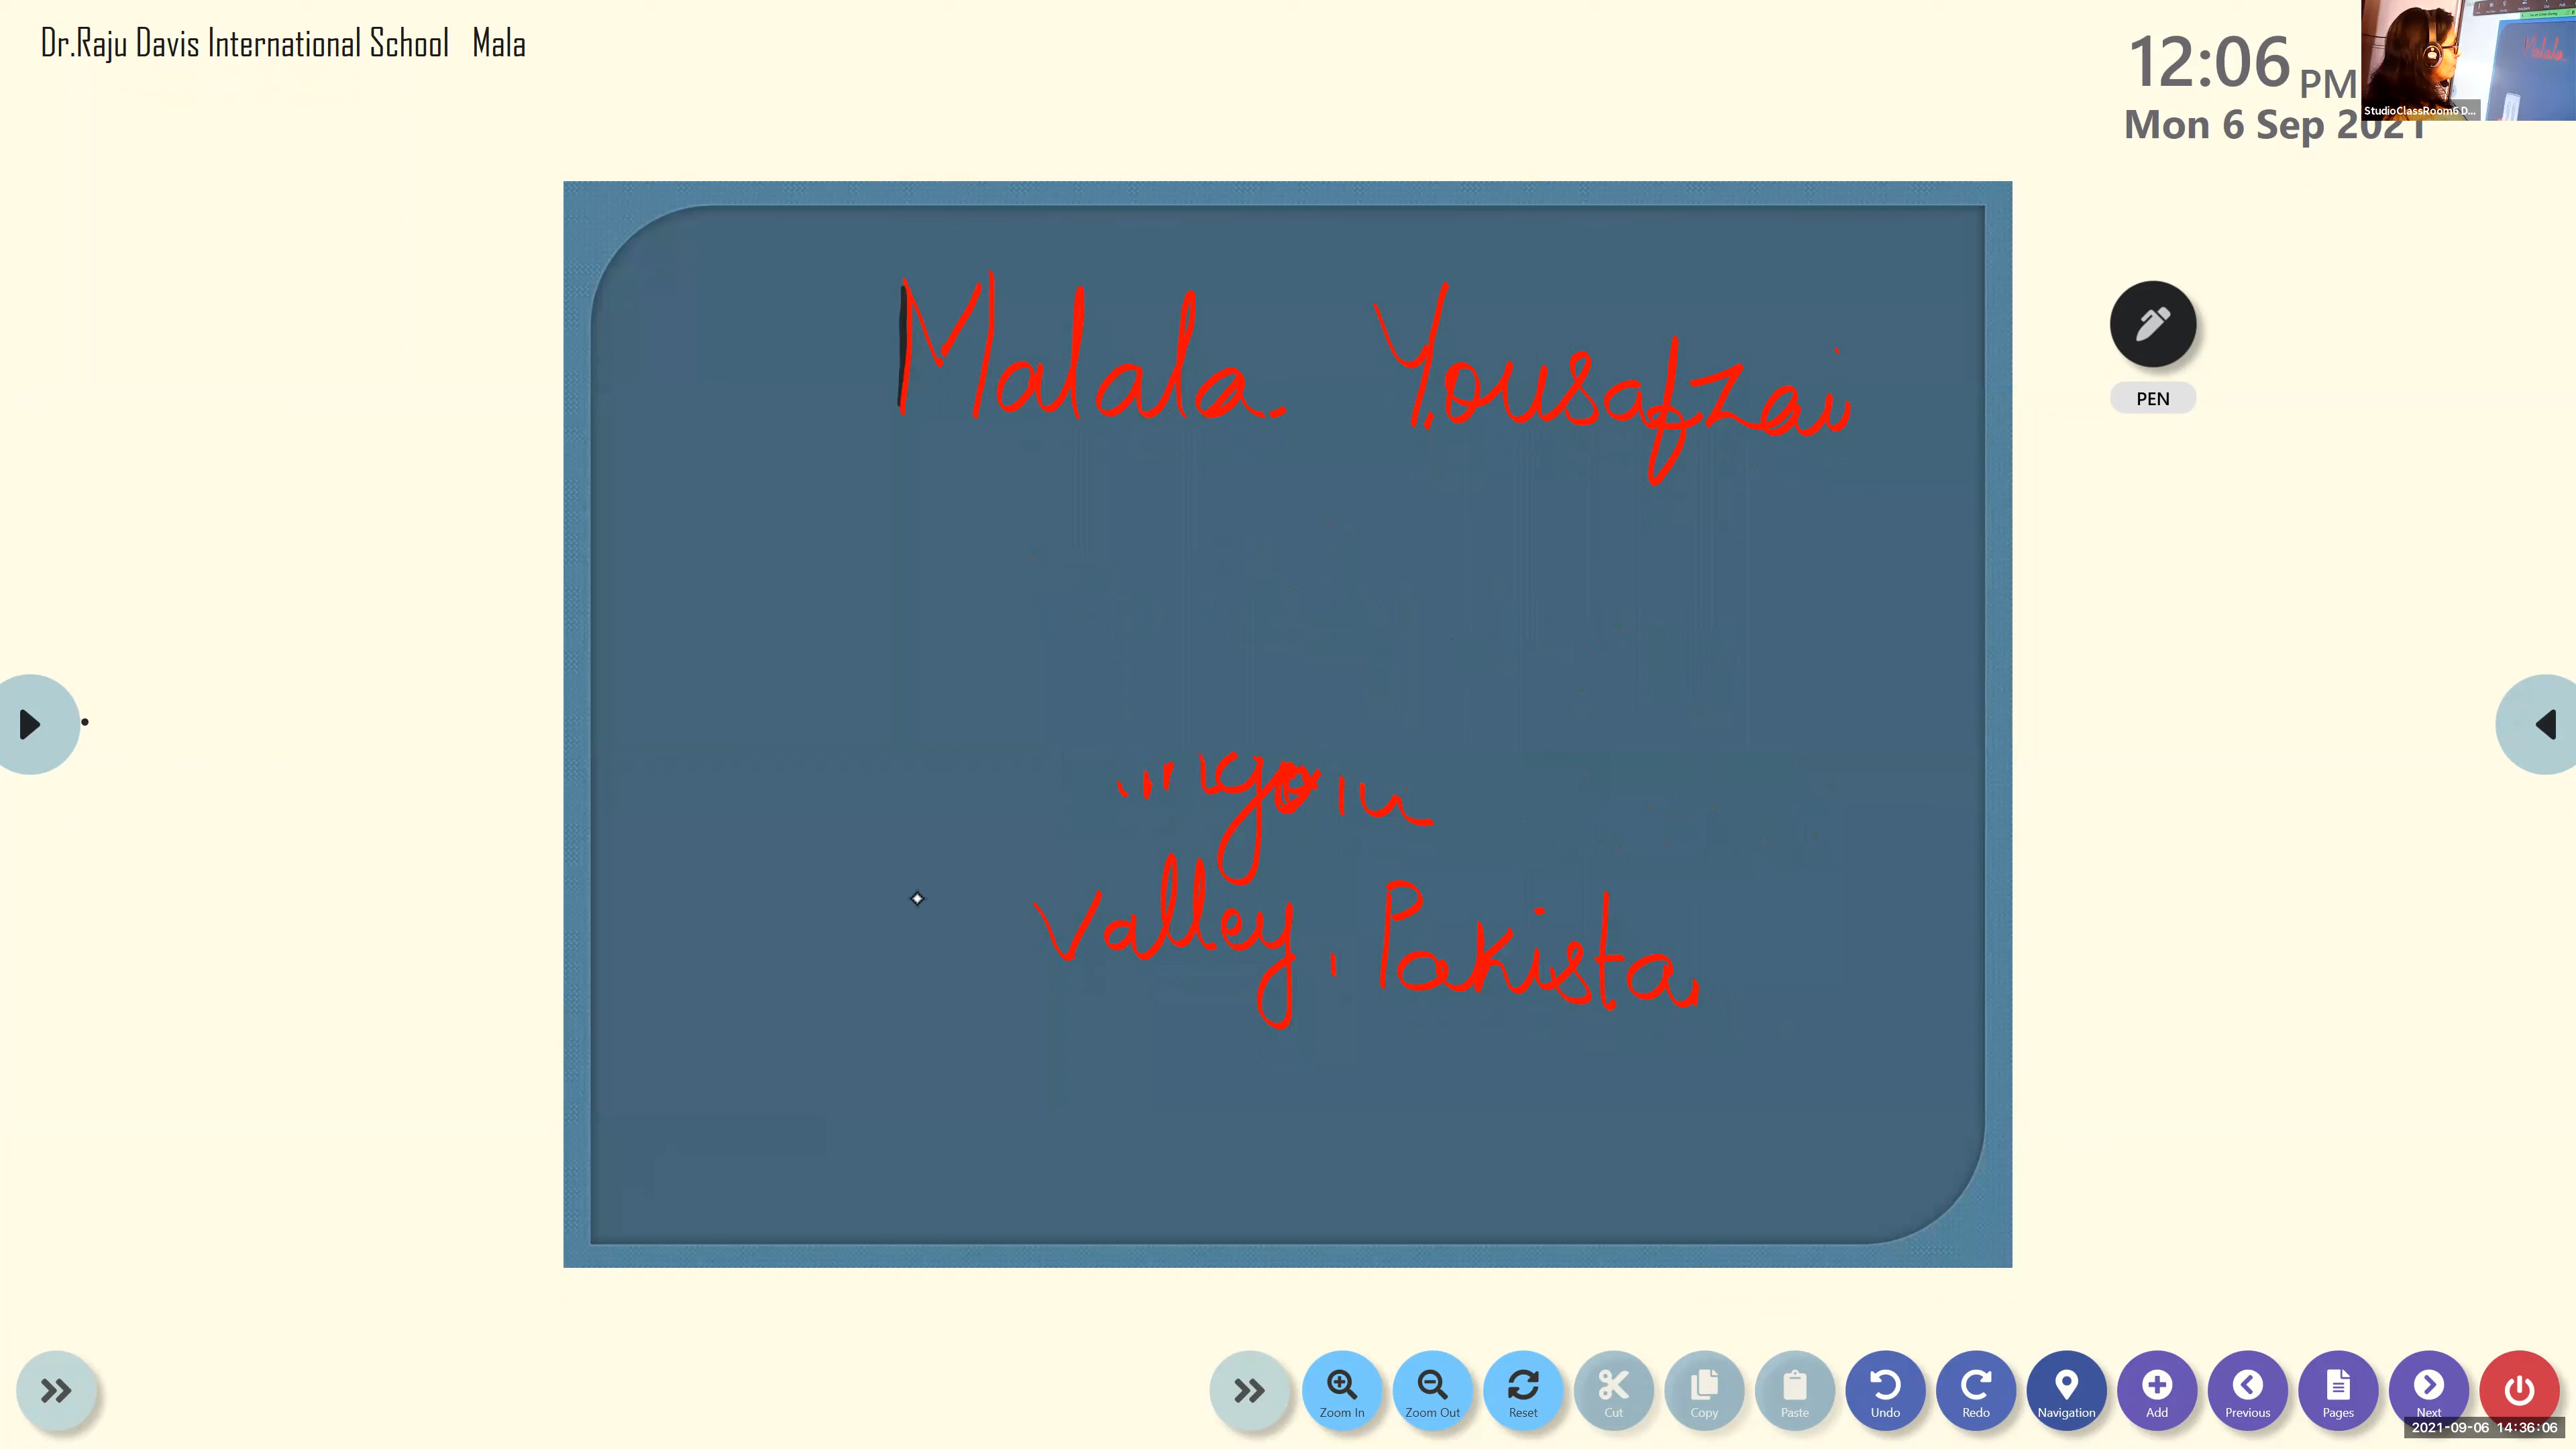 Dr.Raju Davis International School Mala
12:06 PM
Mon 6 Sep 2021
StudioClassRoom6 D...
Malala
Malala Yousafzai
PEN
Valley, Pakista
Zoom In Zoom Out Reset Cut Copy Paste Undo Redo Navigation Add Previous Pages Next
2021-09-06 14:36:06